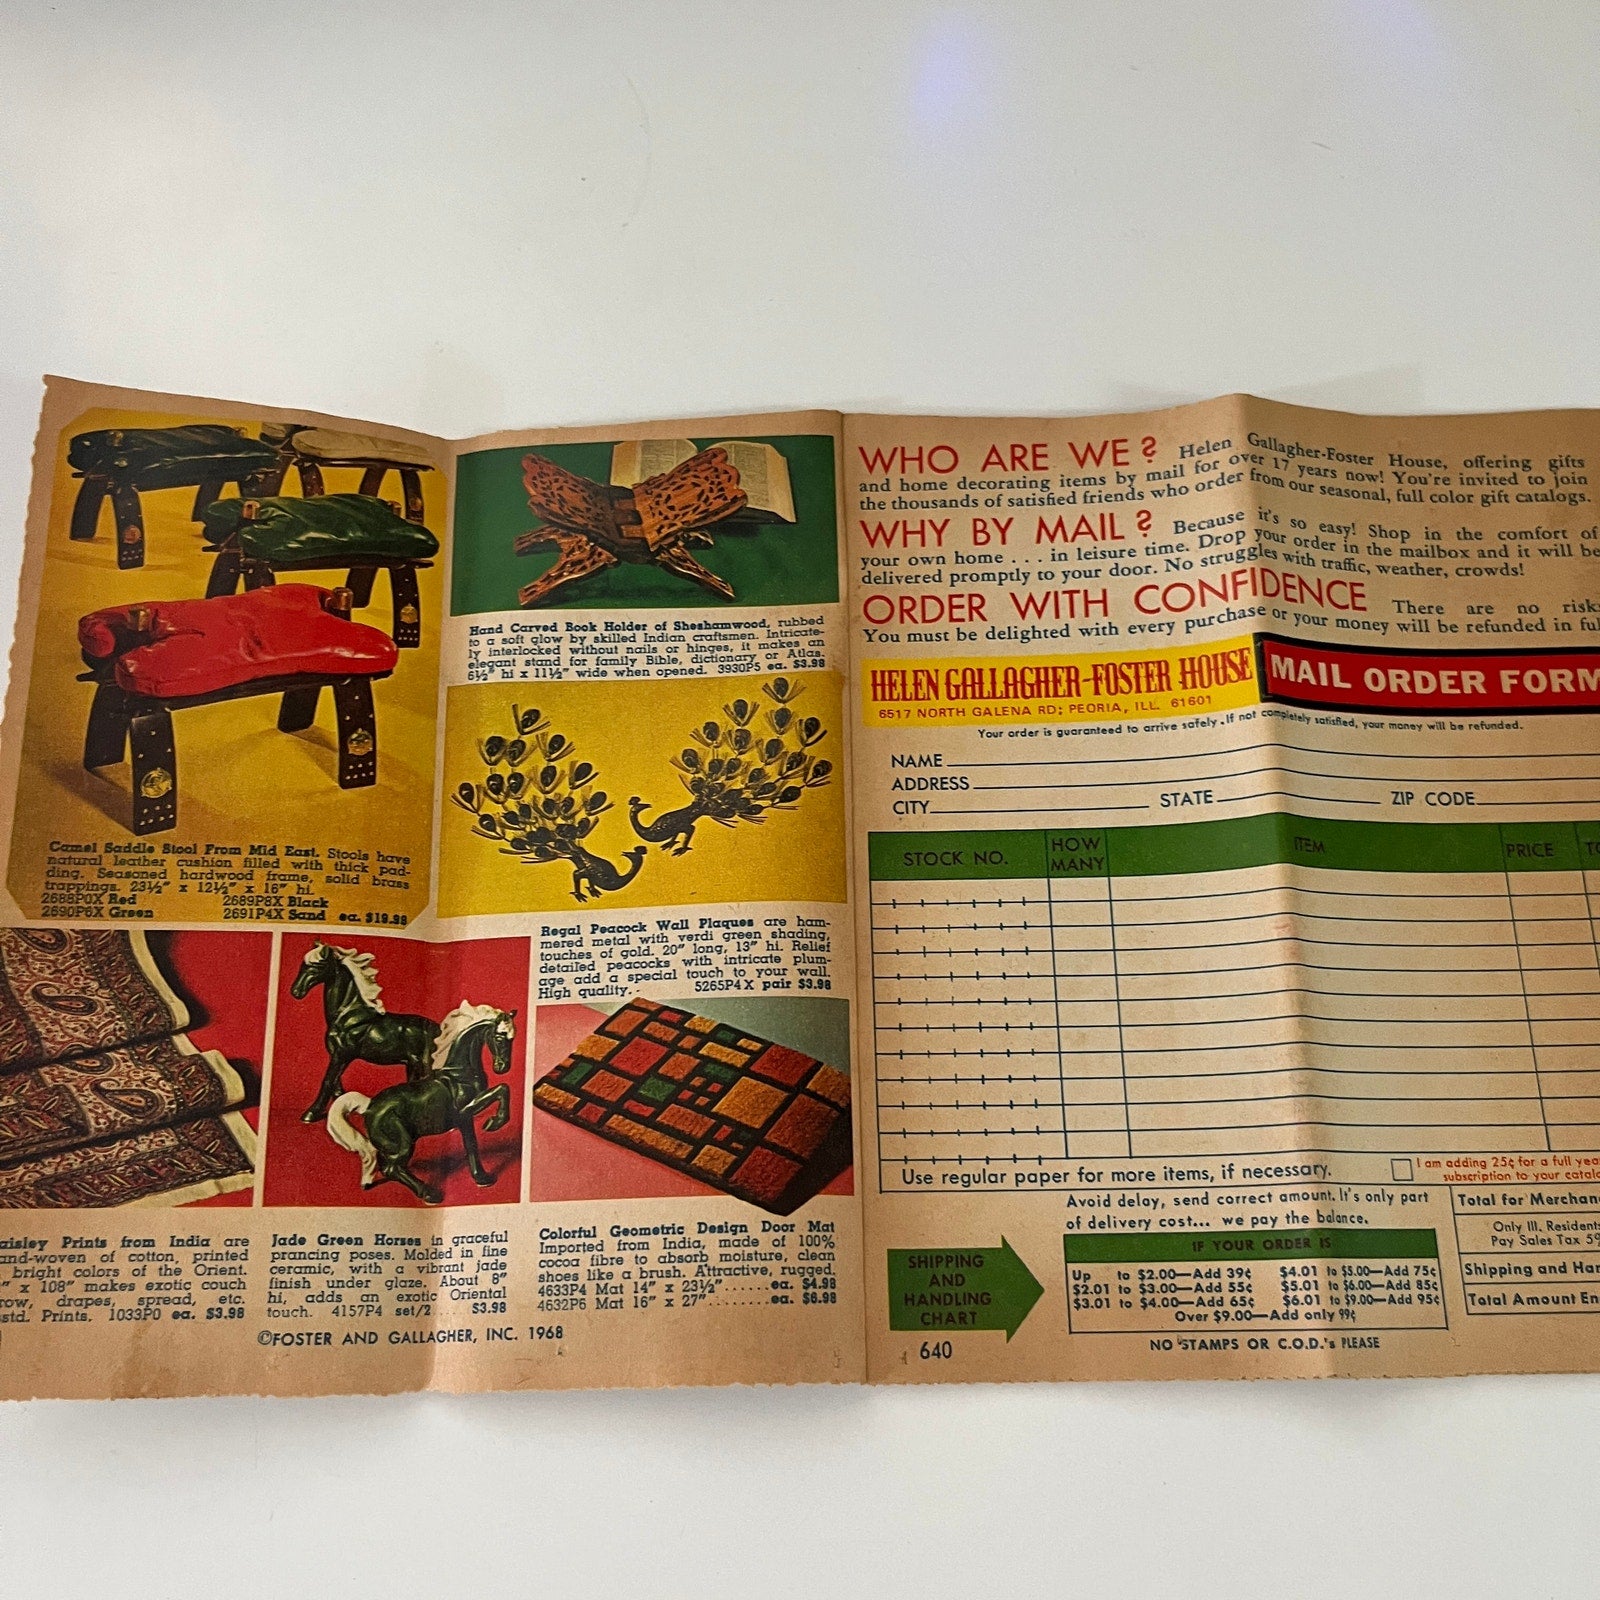 Camel Saddle Stool From Mid East. Stools have
natural leather cushion filled with thick pad-
ding. Seasoned hardwood frame, solid brass
trappings. 23½" x 12½" x 16" hi.
2688P0X Red 2689P8X Black
2690P6X Green 2691P4X Sand ea. $19.98
Hand Carved Book Holder of Sheshamwood, rubbed
to a soft glow by skilled Indian craftsmen. Intricate-
ly interlocked without nails or hinges, it makes an
elegant stand for family Bible, dictionary or Atlas.
6½" hi x 11½" wide when opened. 3930P5 ea. $3.98
Regal Peacock Wall Plaques are ham-
mered metal with verdi green shading,
touches of gold. 20" long, 13" hi. Relief
detailed peacocks with intricate plum-
age add a special touch to your wall.
High quality. 5265P4X pair $3.98
aisley Prints from India are
and-woven of cotton, printed
bright colors of the Orient.
" x 108" makes exotic couch
row, drapes, spread, etc.
std. Prints. 1033P0 ea. $3.98
Jade Green Horses in graceful
prancing poses. Molded in fine
ceramic, with a vibrant jade
finish under glaze. About 8"
hi, adds an exotic Oriental
touch. 4157P4 set/2 $3.98
Colorful Geometric Design Door Mat
Imported from India, made of 100%
cocoa fibre to absorb moisture, clean
shoes like a brush. Attractive, rugged.
4633P4 Mat 14" x 23½"......ea. $4.98
4632P6 Mat 16" x 27"........ea. $6.98
©FOSTER AND GALLAGHER, INC. 1968
WHO ARE WE? Helen Gallagher-Foster House, offering gifts
and home decorating items by mail for over 17 years now! You're invited to join
the thousands of satisfied friends who order from our seasonal, full color gift catalogs.
WHY BY MAIL? Because it's so easy! Shop in the comfort of
your own home . . . in leisure time. Drop your order in the mailbox and it will be
delivered promptly to your door. No struggles with traffic, weather, crowds!
ORDER WITH CONFIDENCE There are no risks
You must be delighted with every purchase or your money will be refunded in ful
HELEN GALLAGHER-FOSTER HOUSE MAIL ORDER FORM
6517 NORTH GALENA RD; PEORIA, ILL. 61601
Your order is guaranteed to arrive safely. If not completely satisfied, your money will be refunded.
NAME
ADDRESS
CITY STATE ZIP CODE
STOCK NO. HOW MANY ITEM PRICE TO
Use regular paper for more items, if necessary.
I am adding 25¢ for a full yea
subscription to your catalo
Avoid delay, send correct amount. It's only part
of delivery cost... we pay the balance.
SHIPPING
AND
HANDLING
CHART
IF YOUR ORDER IS
Up to $2.00—Add 39¢ $4.01 to $5.00—Add 75¢
$2.01 to $3.00—Add 55¢ $5.01 to $6.00—Add 85¢
$3.01 to $4.00—Add 65¢ $6.01 to $9.00—Add 95¢
Over $9.00—Add only 99¢
Total for Merchan
Only Ill. Residents
Pay Sales Tax 5%
Shipping and Han
Total Amount En
640
NO STAMPS OR C.O.D.'s PLEASE